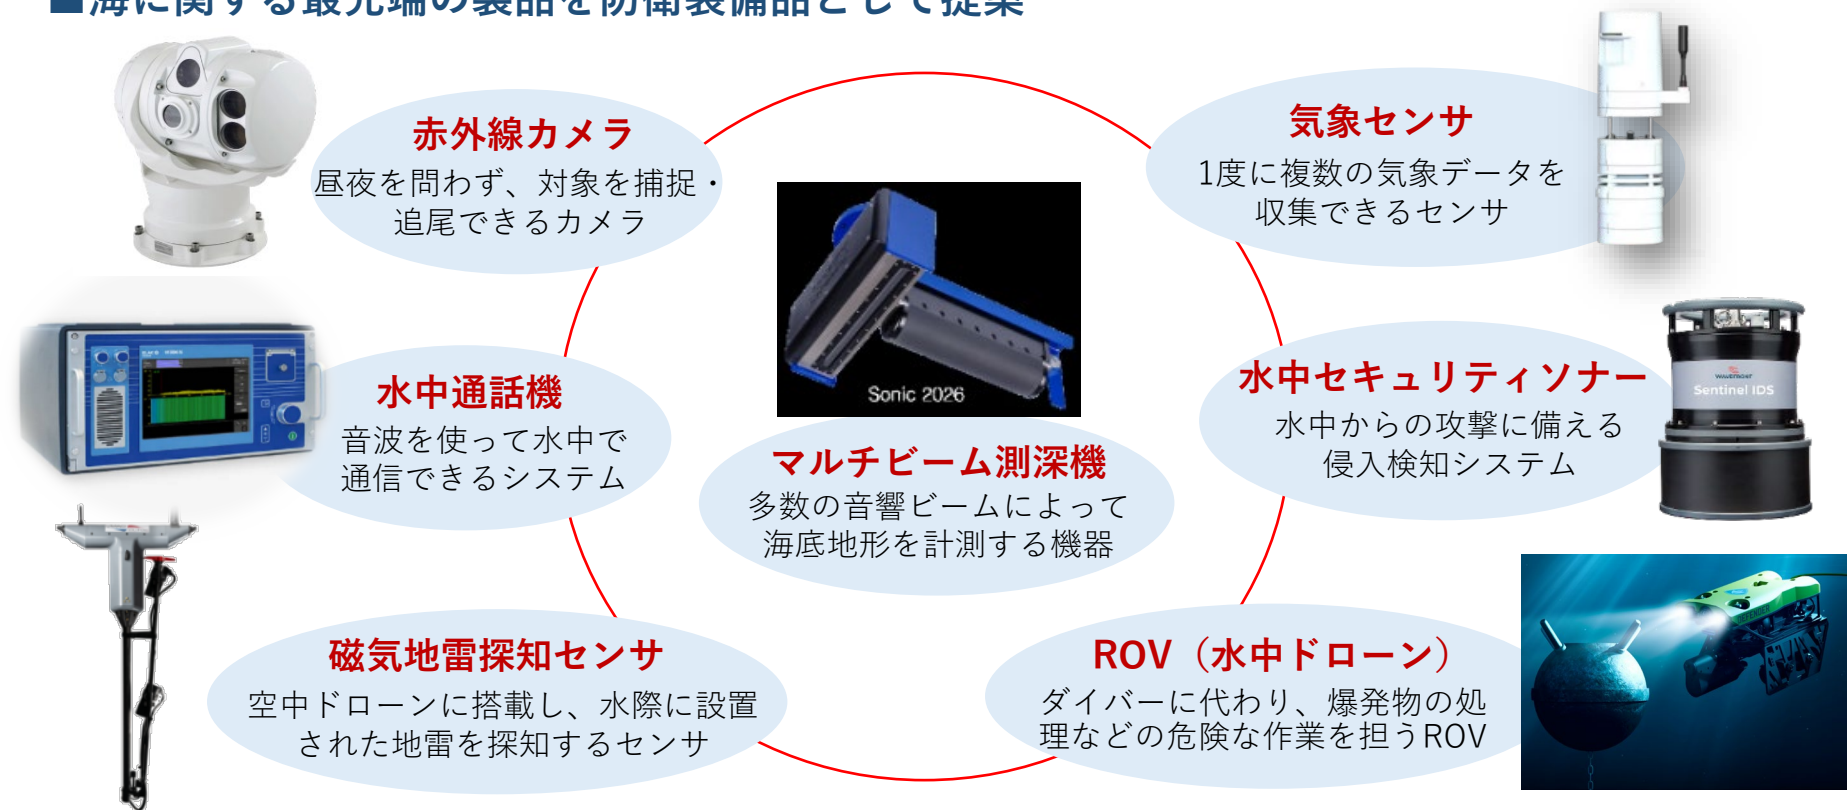 ■海に関する最先端の製品を防衛装備品として提案
赤外線カメラ
昼夜を問わず、対象を捕捉・
追尾できるカメラ
気象センサ
1度に複数の気象データを
収集できるセンサ
Sonic 2026
水中通話機
音波を使って水中で
通信できるシステム
マルチビーム測深機
多数の音響ビームによって
海底地形を計測する機器
水中セキュリティソナー
水中からの攻撃に備える
侵入検知システム
WAVEFRONT
Sentinel IDS
磁気地雷探知センサ
空中ドローンに搭載し、水際に設置
された地雷を探知するセンサ
ROV（水中ドローン）
ダイバーに代わり、爆発物の処
理などの危険な作業を担うROV
DEFENDER